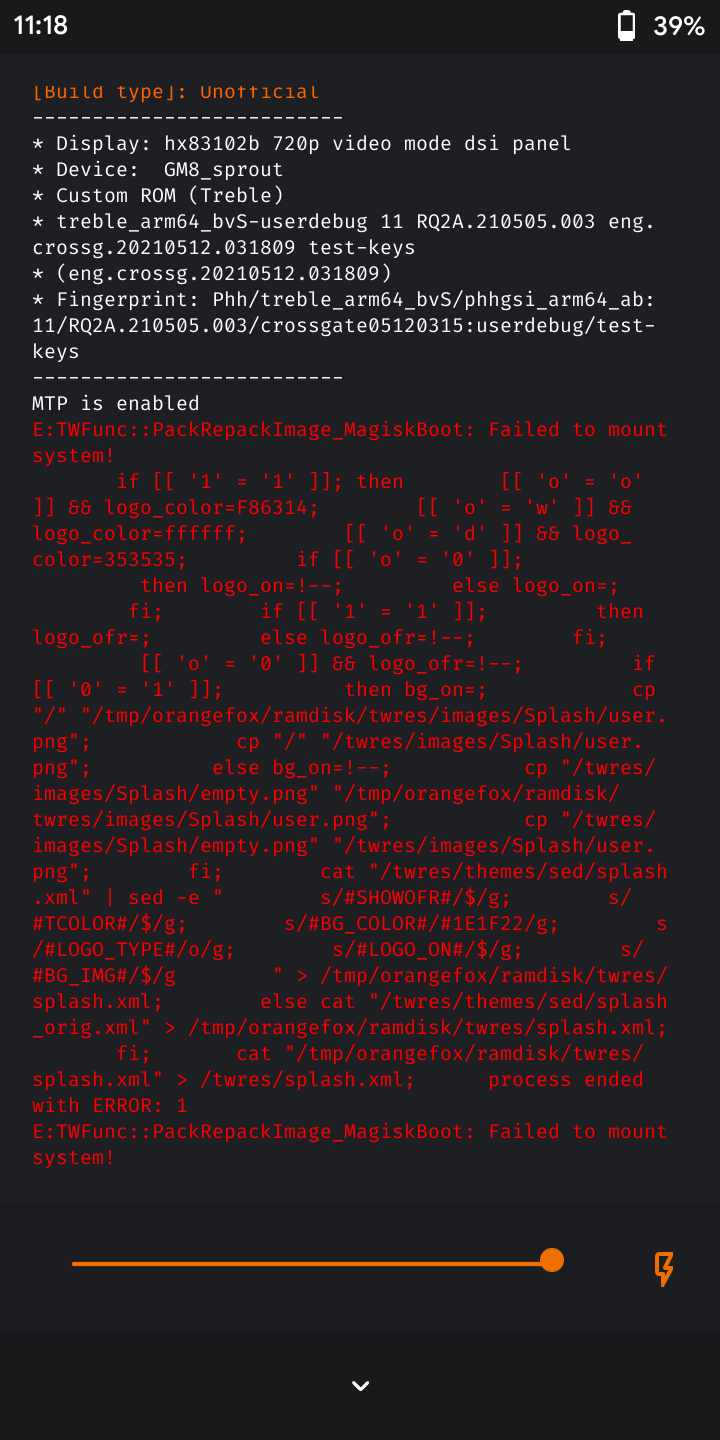 11:18 39%
[Build type]: Unofficial
--------------------------
* Display: hx83102b 720p video mode dsi panel
* Device:  GM8_sprout
* Custom ROM (Treble)
* treble_arm64_bvS-userdebug 11 RQ2A.210505.003 eng.
crossg.20210512.031809 test-keys
* (eng.crossg.20210512.031809)
* Fingerprint: Phh/treble_arm64_bvS/phhgsi_arm64_ab:
11/RQ2A.210505.003/crossgate05120315:userdebug/test-
keys
--------------------------
MTP is enabled
E:TWFunc::PackRepackImage_MagiskBoot: Failed to mount
system!
if [[ '1' = '1' ]]; then        [[ 'o' = 'o'
]] && logo_color=F86314;        [[ 'o' = 'w' ]] &&
logo_color=ffffff;        [[ 'o' = 'd' ]] && logo_
color=353535;         if [[ 'o' = '0' ]];
then logo_on=!--;         else logo_on=;
fi;        if [[ '1' = '1' ]];         then
logo_ofr=;         else logo_ofr=!--;        fi;
[[ 'o' = '0' ]] && logo_ofr=!--;         if
[[ '0' = '1' ]];          then bg_on=;            cp
"/" "/tmp/orangefox/ramdisk/twres/images/Splash/user.
png";            cp "/" "/twres/images/Splash/user.
png";          else bg_on=!--;           cp "/twres/
images/Splash/empty.png" "/tmp/orangefox/ramdisk/
twres/images/Splash/user.png";           cp "/twres/
images/Splash/empty.png" "/twres/images/Splash/user.
png";        fi;        cat "/twres/themes/sed/splash
.xml" | sed -e "        s/#SHOWOFR#/$/g;        s/
#TCOLOR#/$/g;        s/#BG_COLOR#/#1E1F22/g;        s
/#LOGO_TYPE#/o/g;        s/#LOGO_ON#/$/g;        s/
#BG_IMG#/$/g        " > /tmp/orangefox/ramdisk/twres/
splash.xml;        else cat "/twres/themes/sed/splash
_orig.xml" > /tmp/orangefox/ramdisk/twres/splash.xml;
fi;       cat "/tmp/orangefox/ramdisk/twres/
splash.xml" > /twres/splash.xml;      process ended
with ERROR: 1
E:TWFunc::PackRepackImage_MagiskBoot: Failed to mount
system!